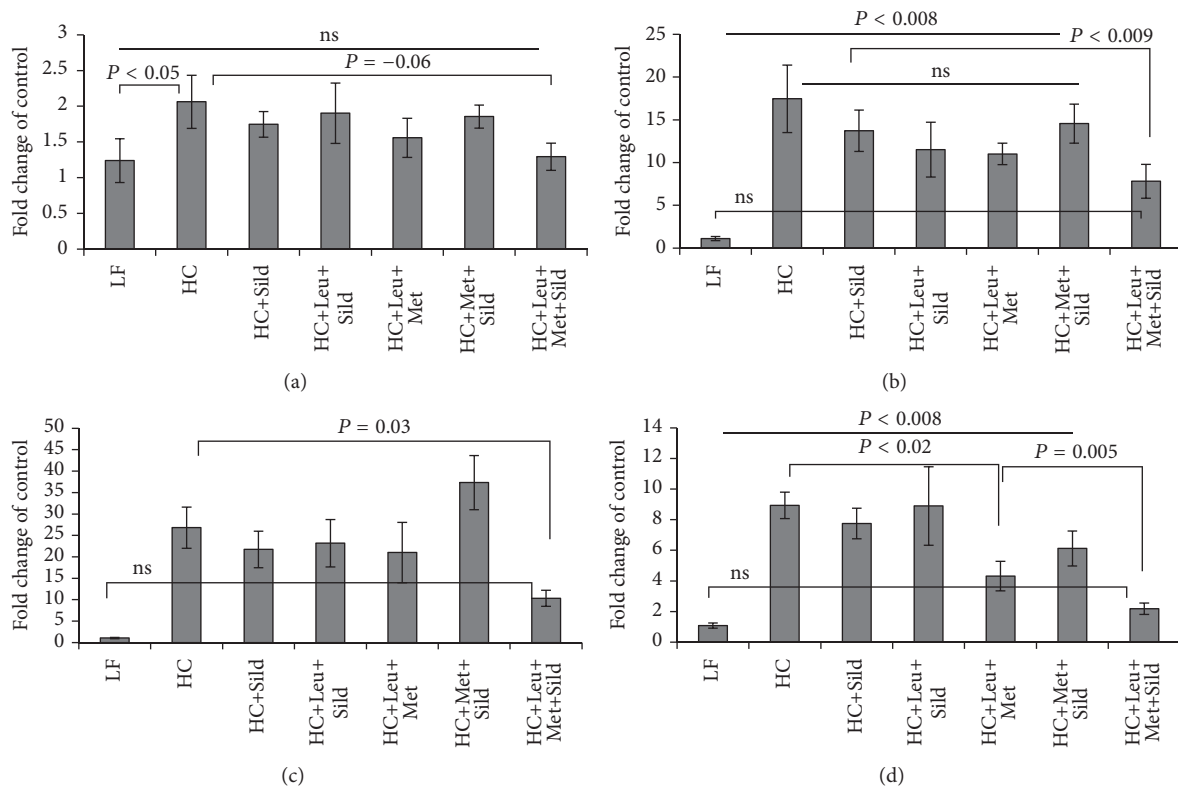 3
2.5
2
1.5
1
0.5
0
Fold change of control
ns
P < 0.05
P = −0.06
LF
HC
HC+Sild
HC+Leu+
Sild
HC+Leu+
Met
HC+Met+
Sild
HC+Leu+
Met+Sild
(a)
25
20
15
10
5
0
Fold change of control
P < 0.008
P < 0.009
ns
ns
LF
HC
HC+Sild
HC+Leu+
Sild
HC+Leu+
Met
HC+Met+
Sild
HC+Leu+
Met+Sild
(b)
50
45
40
35
30
25
20
15
10
5
0
Fold change of control
P = 0.03
ns
LF
HC
HC+Sild
HC+Leu+
Sild
HC+Leu+
Met
HC+Met+
Sild
HC+Leu+
Met+Sild
(c)
14
12
10
8
6
4
2
0
Fold change of control
P < 0.008
P < 0.02
P = 0.005
ns
LF
HC
HC+Sild
HC+Leu+
Sild
HC+Leu+
Met
HC+Met+
Sild
HC+Leu+
Met+Sild
(d)